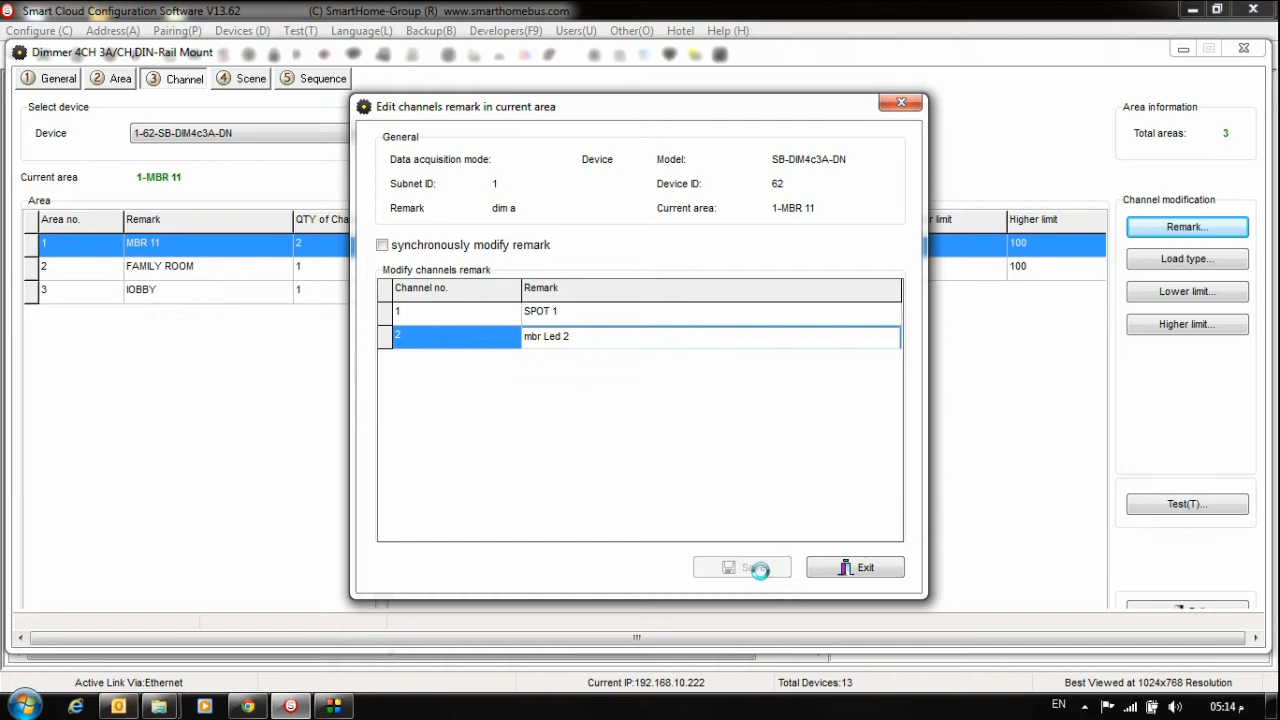 Smart Cloud Configuration Software V13.62 (C) SmartHome-Group (R) www.smarthomebus.com
Configure (C) Address(A) Pairing(P) Devices (D) Test(T) Language(L) Backup(B) Developers(F9) Users(U) Other(O) Hotel Help (H)
Dimmer 4CH 3A/CH,DIN-Rail Mount
1 General 2 Area 3 Channel 4 Scene 5 Sequence
Select device
Device 1-62-SB-DIM4c3A-DN
Current area 1-MBR 11
Area
Area no. Remark QTY of Cha
1 MBR 11 2
2 FAMILY ROOM 1
3 lOBBY 1
Edit channels remark in current area
General
Data acquisition mode: Device Model: SB-DIM4c3A-DN
Subnet ID: 1 Device ID: 62
Remark dim a Current area: 1-MBR 11
synchronously modify remark
Modify channels remark
Channel no. Remark
1 SPOT 1
2 mbr Led 2
Exit
limit Higher limit
100
100
Area information
Total areas: 3
Channel modification
Remark...
Load type...
Lower limit...
Higher limit...
Test(T)...
Active Link Via:Ethernet Current IP:192.168.10.222 Total Devices:13 Best Viewed at 1024x768 Resolution
EN 05:14 م